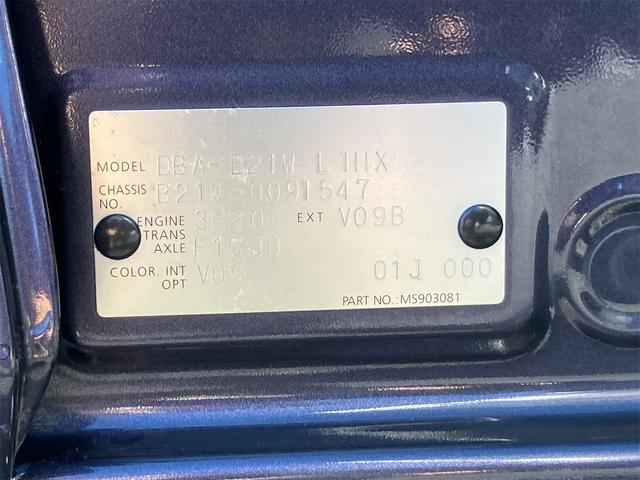 MODEL DBA-B21W LTHX
CHASSIS NO. B21W-0091547
ENGINE 3B20 EXT V09B
TRANS AXLE F1CJB
COLOR, INT OPT V09 01J 000
PART NO.: MS903081